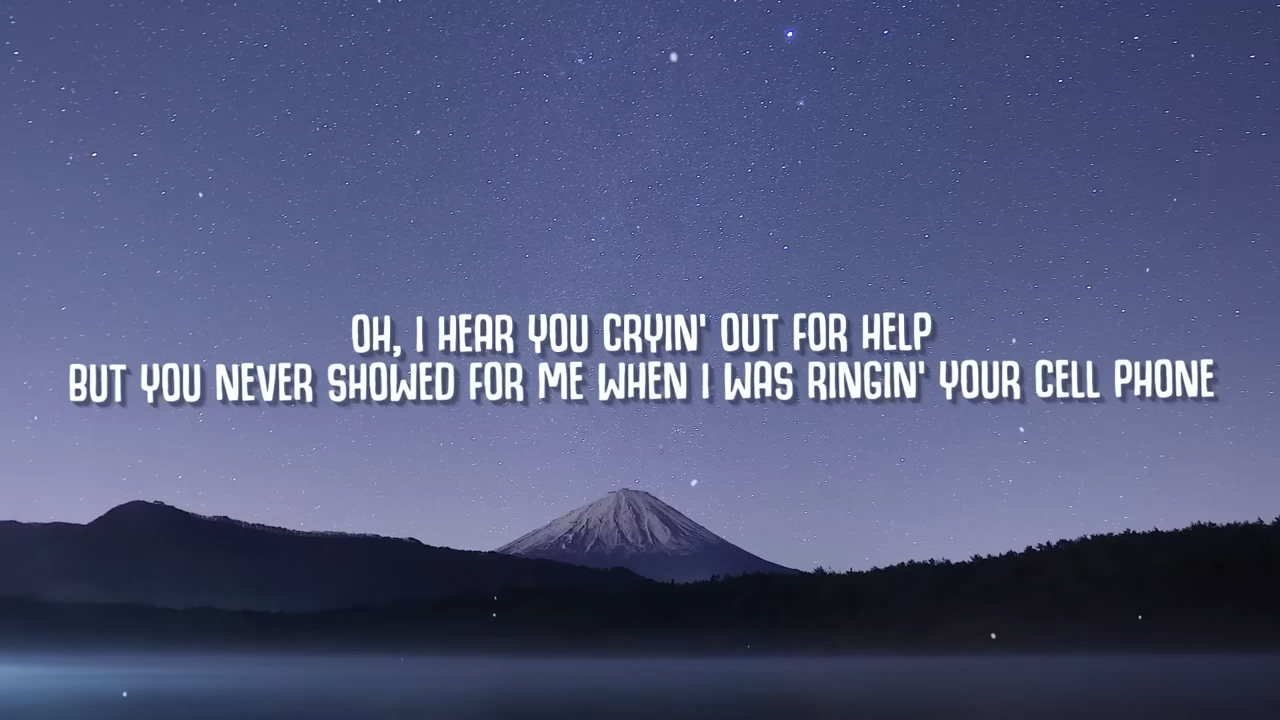 OH, I HEAR YOU CRYIN' OUT FOR HELP
BUT YOU NEVER SHOWED FOR ME WHEN I WAS RINGIN' YOUR CELL PHONE